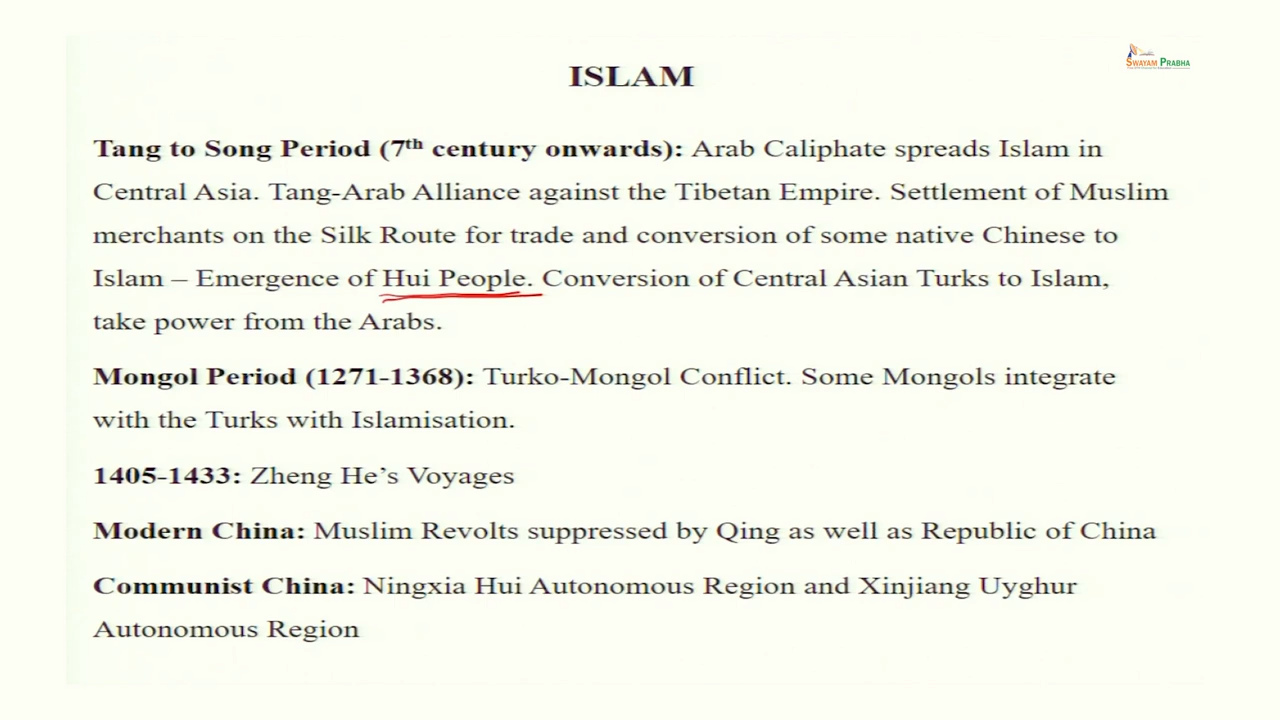 SWAYAM PRABHA
ISLAM
Tang to Song Period (7th century onwards): Arab Caliphate spreads Islam in
Central Asia. Tang-Arab Alliance against the Tibetan Empire. Settlement of Muslim
merchants on the Silk Route for trade and conversion of some native Chinese to
Islam – Emergence of Hui People. Conversion of Central Asian Turks to Islam,
take power from the Arabs.
Mongol Period (1271-1368): Turko-Mongol Conflict. Some Mongols integrate
with the Turks with Islamisation.
1405-1433: Zheng He’s Voyages
Modern China: Muslim Revolts suppressed by Qing as well as Republic of China
Communist China: Ningxia Hui Autonomous Region and Xinjiang Uyghur
Autonomous Region